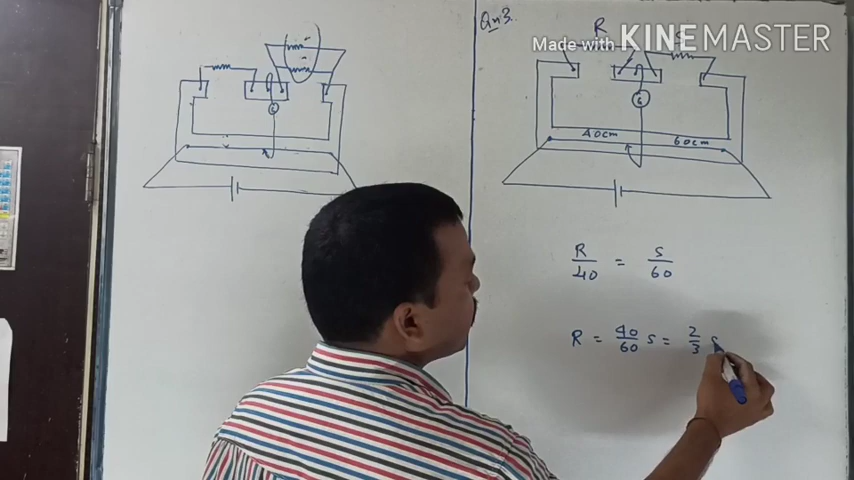 Qn3.
Made with KINEMASTER
R
S
G
G
40cm
60cm
R/40 = S/60
R = 40/60 S = 2/3 S